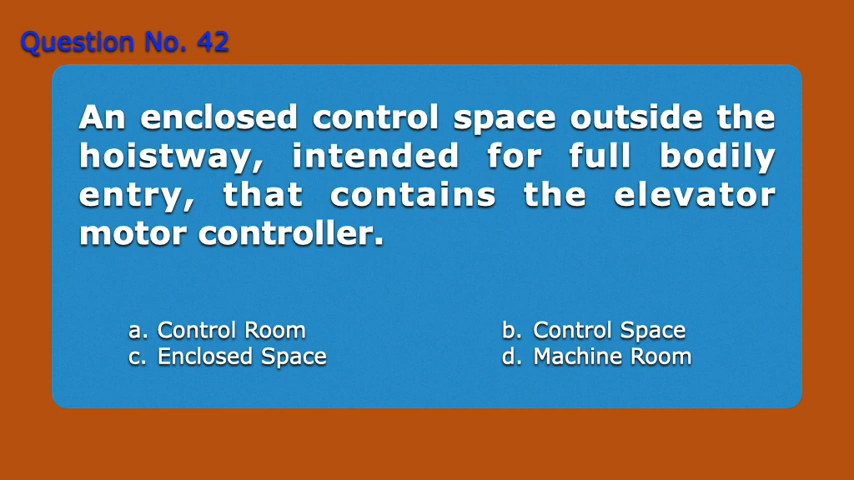 Question No. 42
An enclosed control space outside the
hoistway, intended for full bodily
entry, that contains the elevator
motor controller.
a. Control Room b. Control Space
c. Enclosed Space d. Machine Room